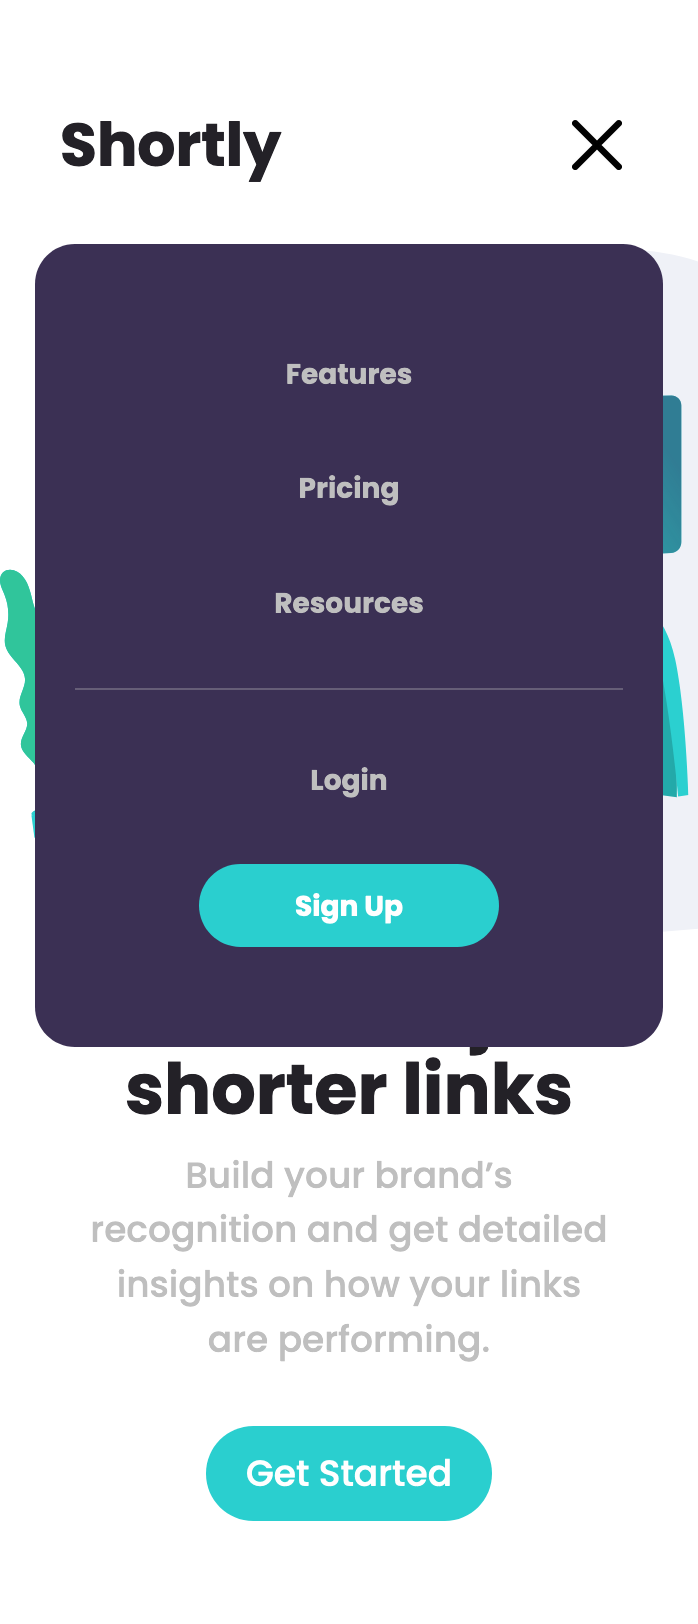 Shortly
Features
Pricing
Resources
Login
Sign Up
shorter links
Build your brand’s
recognition and get detailed
insights on how your links
are performing.
Get Started